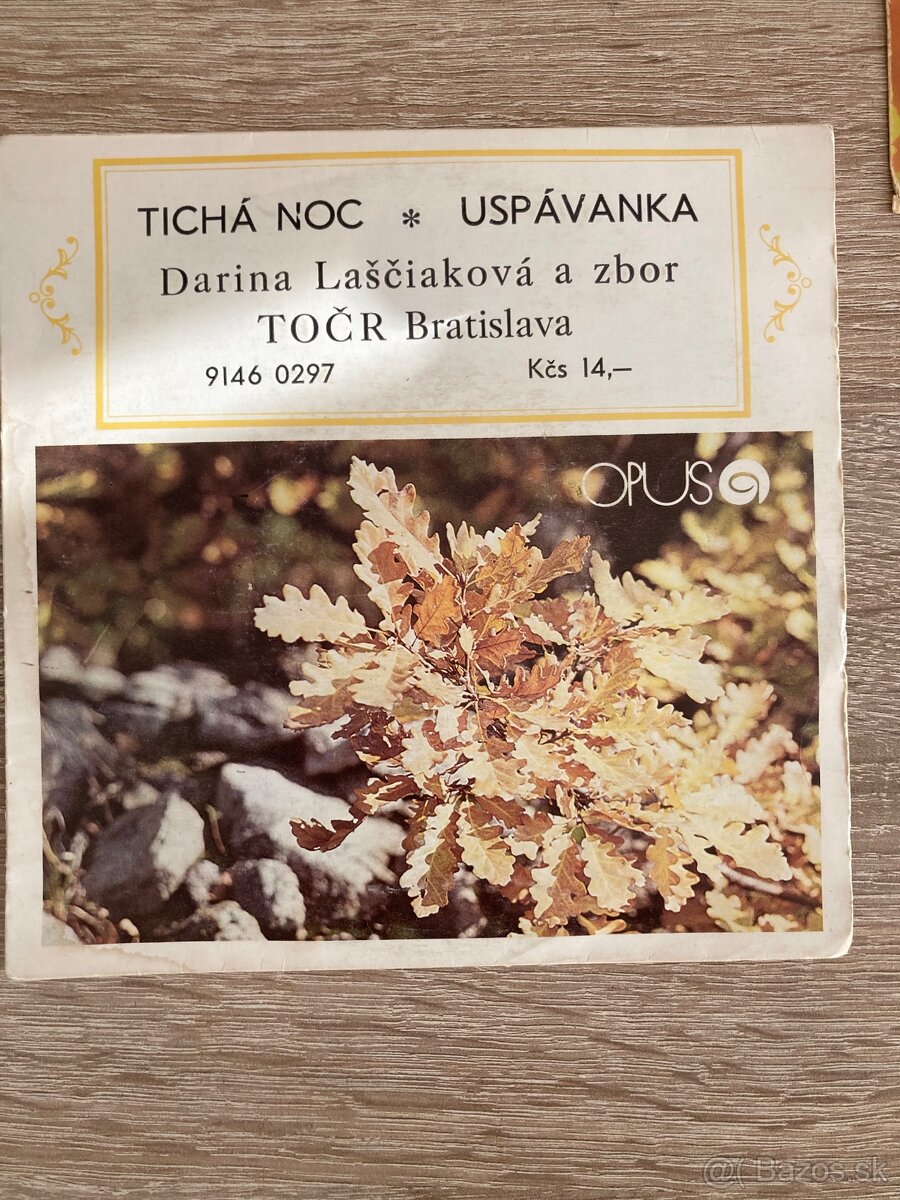 TICHÁ NOC * USPÁVANKA
Darina Laščiaková a zbor
TOČR Bratislava
9146 0297 Kčs 14,—
OPUS
@( Bazos.sk